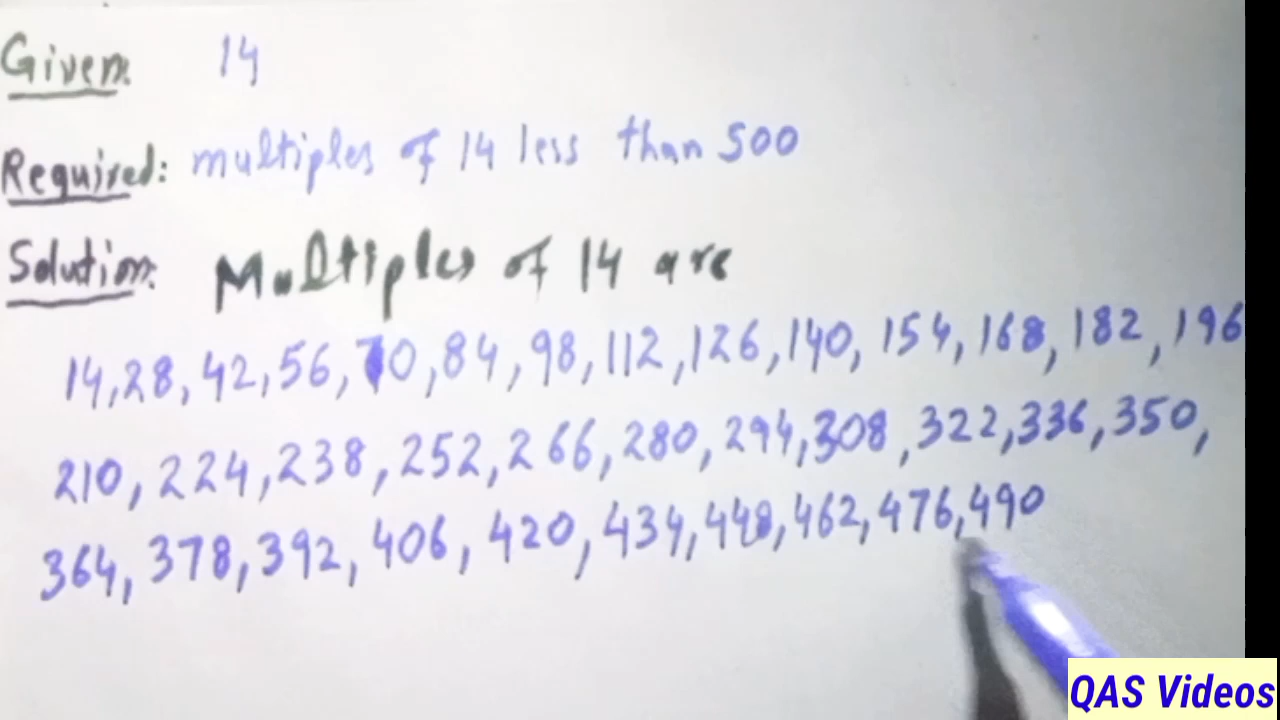 Given: 14
Required: multiples of 14 less than 500
Solution: Multiples of 14 are
14,28,42,56,70,84,98,112,126,140,154,168,182,196
210,224,238,252,266,280,294,308,322,336,350,
364,378,392,406,420,434,448,462,476,490
QAS Videos